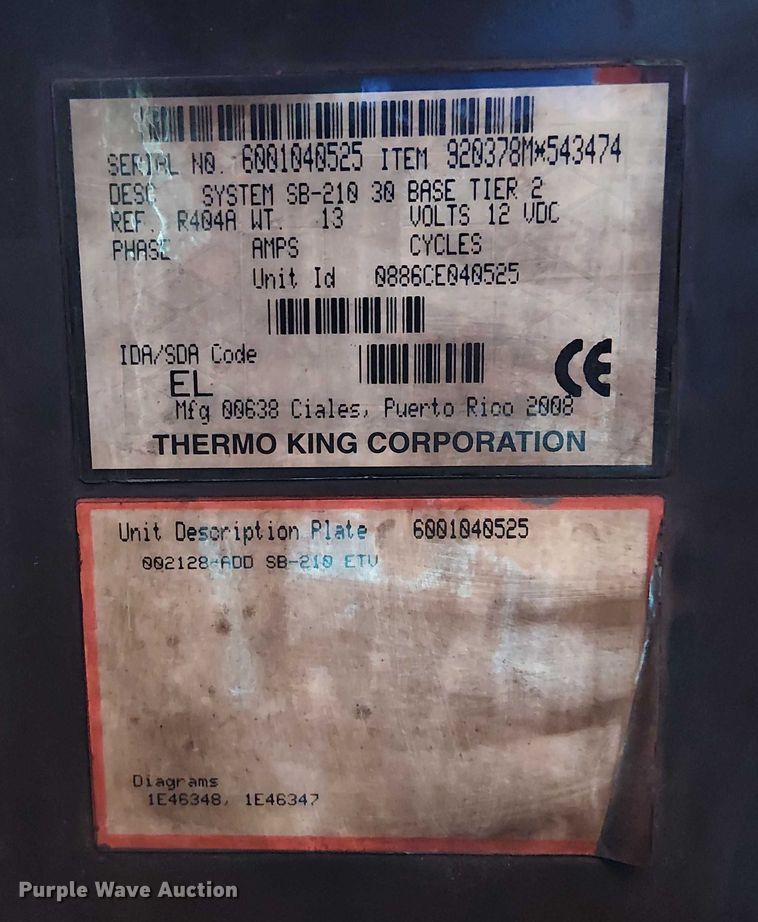 SERIAL NO. 6001040525 ITEM 920378M*543474
DESC SYSTEM SB-210 30 BASE TIER 2
REF. R404A WT. 13 VOLTS 12 VDC
PHASE AMPS CYCLES
Unit Id 0886CE040525
IDA/SDA Code
EL
CE
Mfg 00638 Ciales, Puerto Rico 2008
THERMO KING CORPORATION
Unit Description Plate 6001040525
002128-ADD SB-210 ETV
Diagrams
1E46348, 1E46347
Purple Wave Auction